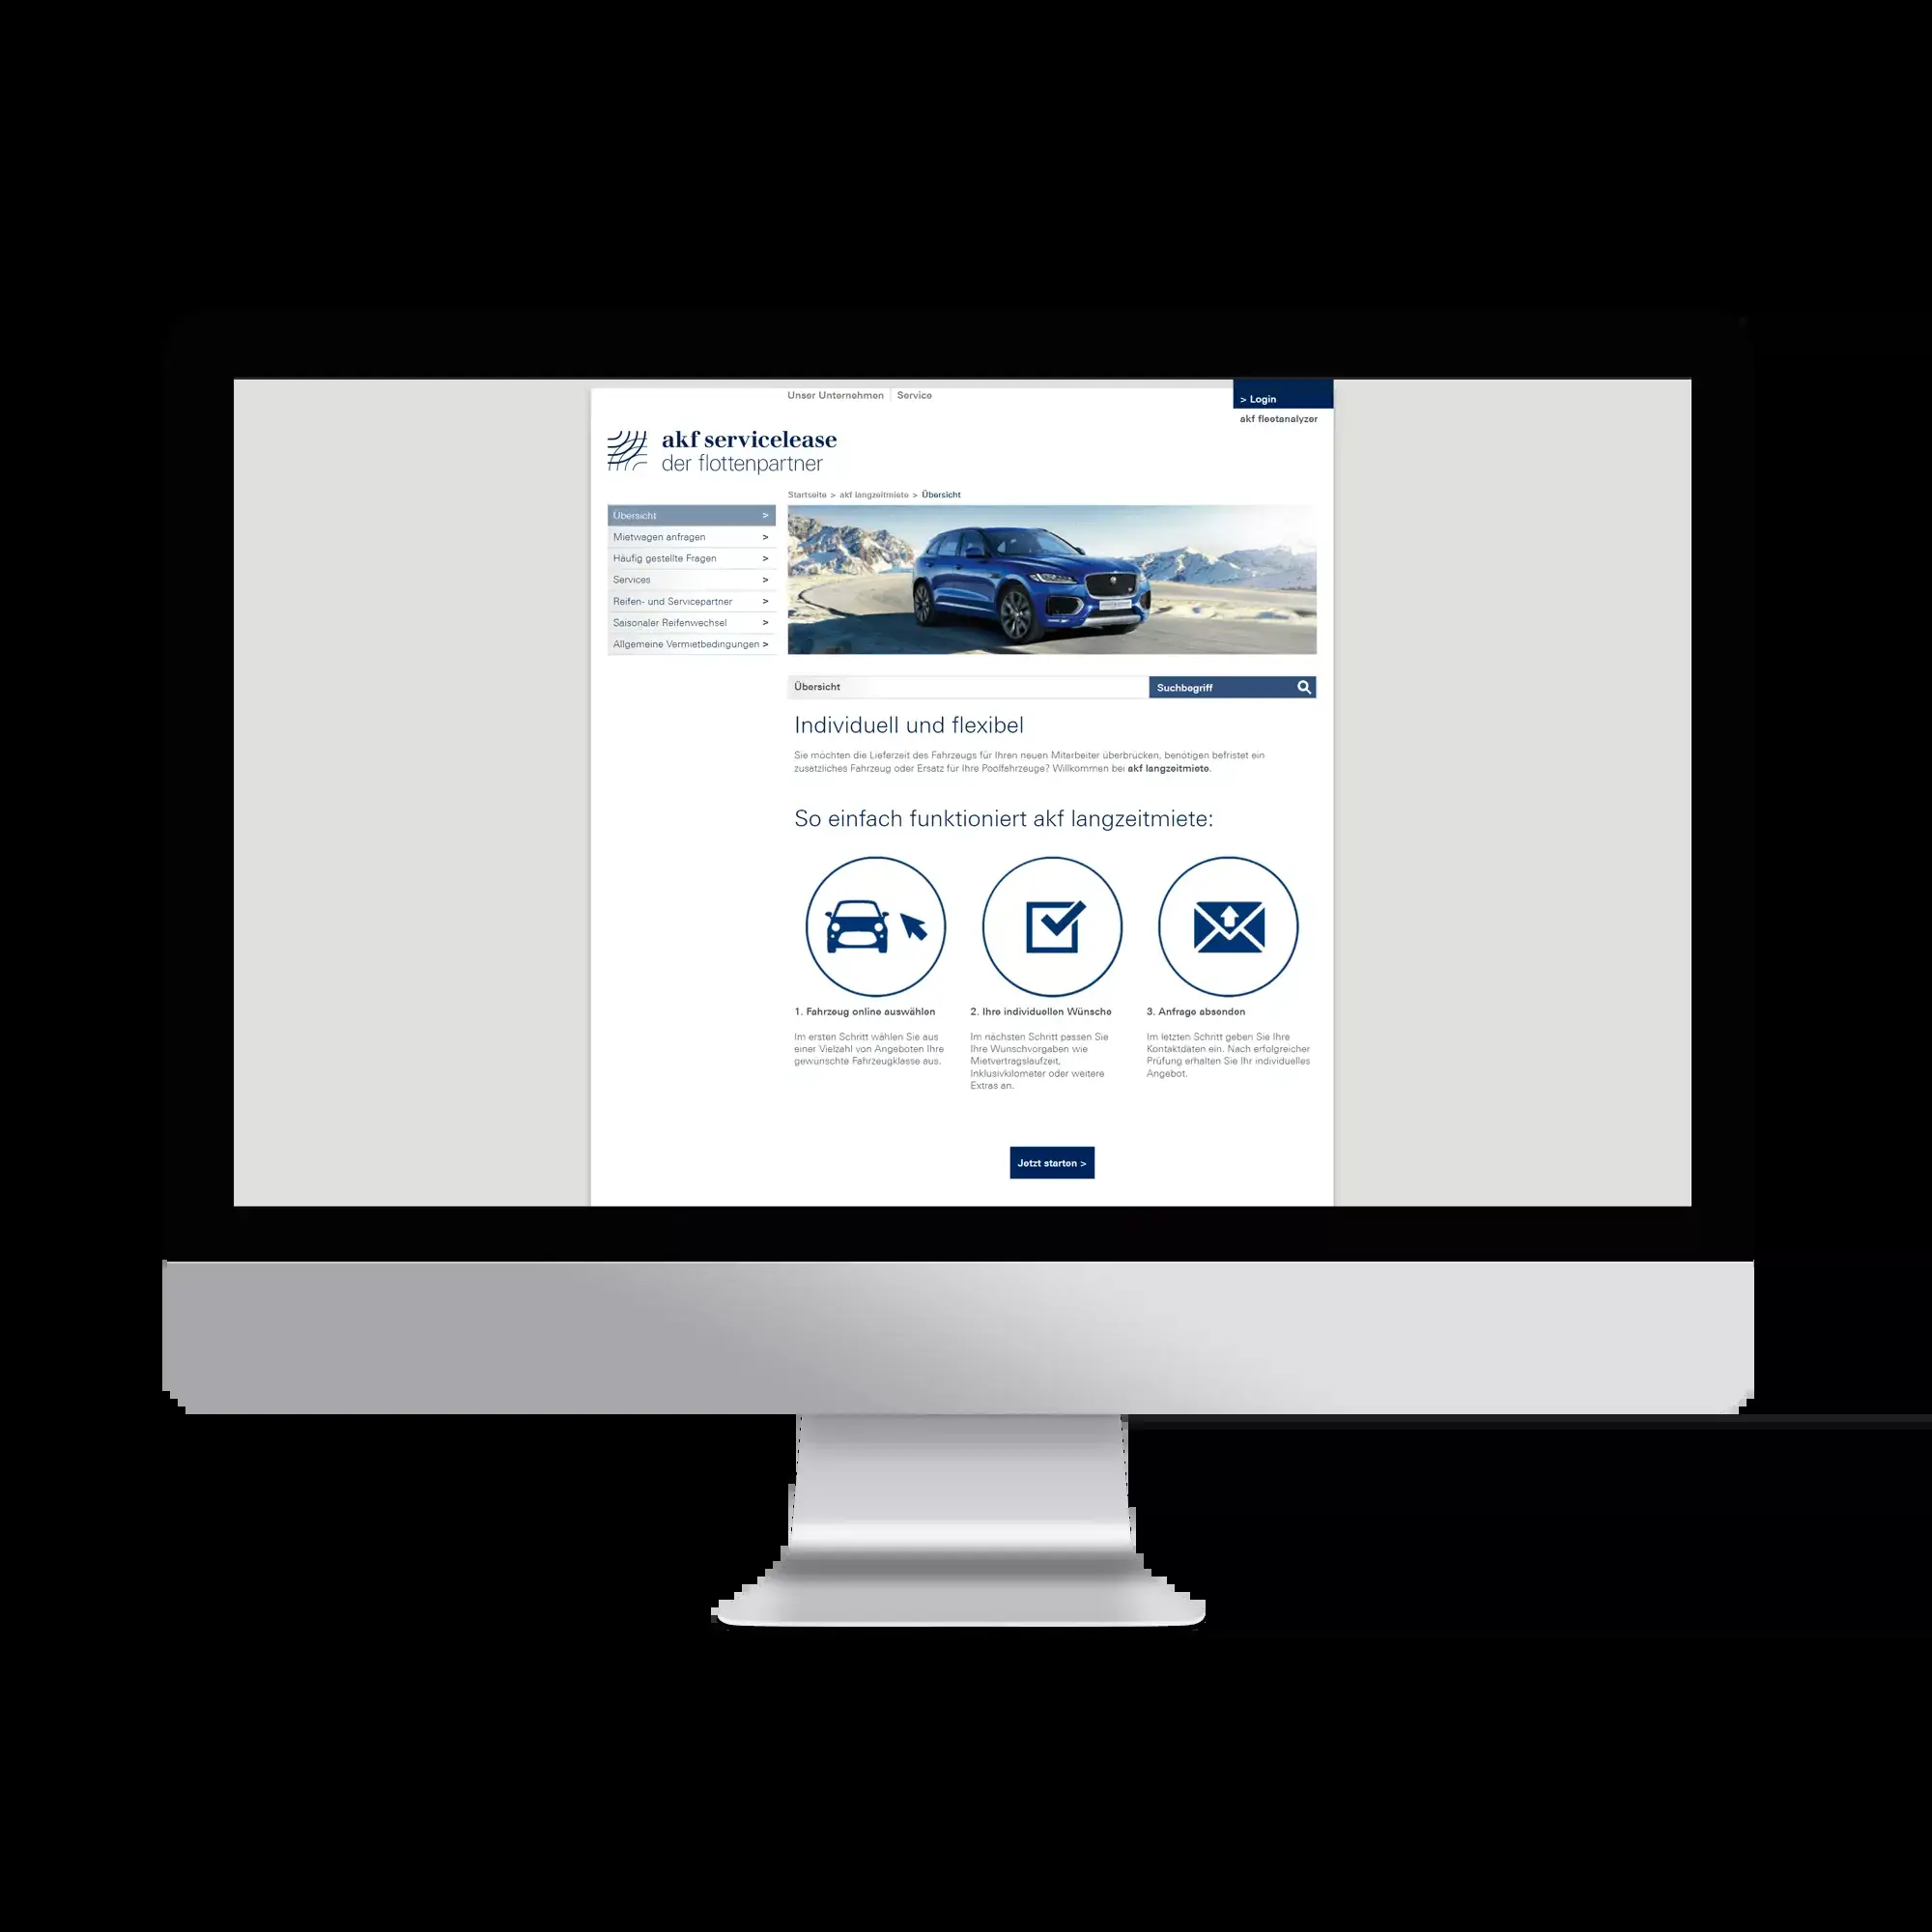 Unser Unternehmen | Service
> Login
akf fleetanalyzer
akf servicelease
der flottenpartner
Startseite > akf langzeitmiete > Übersicht
Übersicht >
Mietwagen anfragen >
Häufig gestellte Fragen >
Services >
Reifen- und Servicepartner >
Saisonaler Reifenwechsel >
Allgemeine Vermietbedingungen >
Übersicht
Suchbegriff
Individuell und flexibel
Sie möchten die Lieferzeit des Fahrzeugs für Ihren neuen Mitarbeiter überbrücken, benötigen befristet ein
zusätzliches Fahrzeug oder Ersatz für Ihre Poolfahrzeuge? Willkommen bei akf langzeitmiete.
So einfach funktioniert akf langzeitmiete:
1. Fahrzeug online auswählen
Im ersten Schritt wählen Sie aus
einer Vielzahl von Angeboten Ihre
gewünschte Fahrzeugklasse aus.
2. Ihre individuellen Wünsche
Im nächsten Schritt passen Sie
Ihre Wunschvorgaben wie
Mietvertragslaufzeit,
Inklusivkilometer oder weitere
Extras an.
3. Anfrage absenden
Im letzten Schritt geben Sie Ihre
Kontaktdaten ein. Nach erfolgreicher
Prüfung erhalten Sie Ihr individuelles
Angebot.
Jetzt starten >